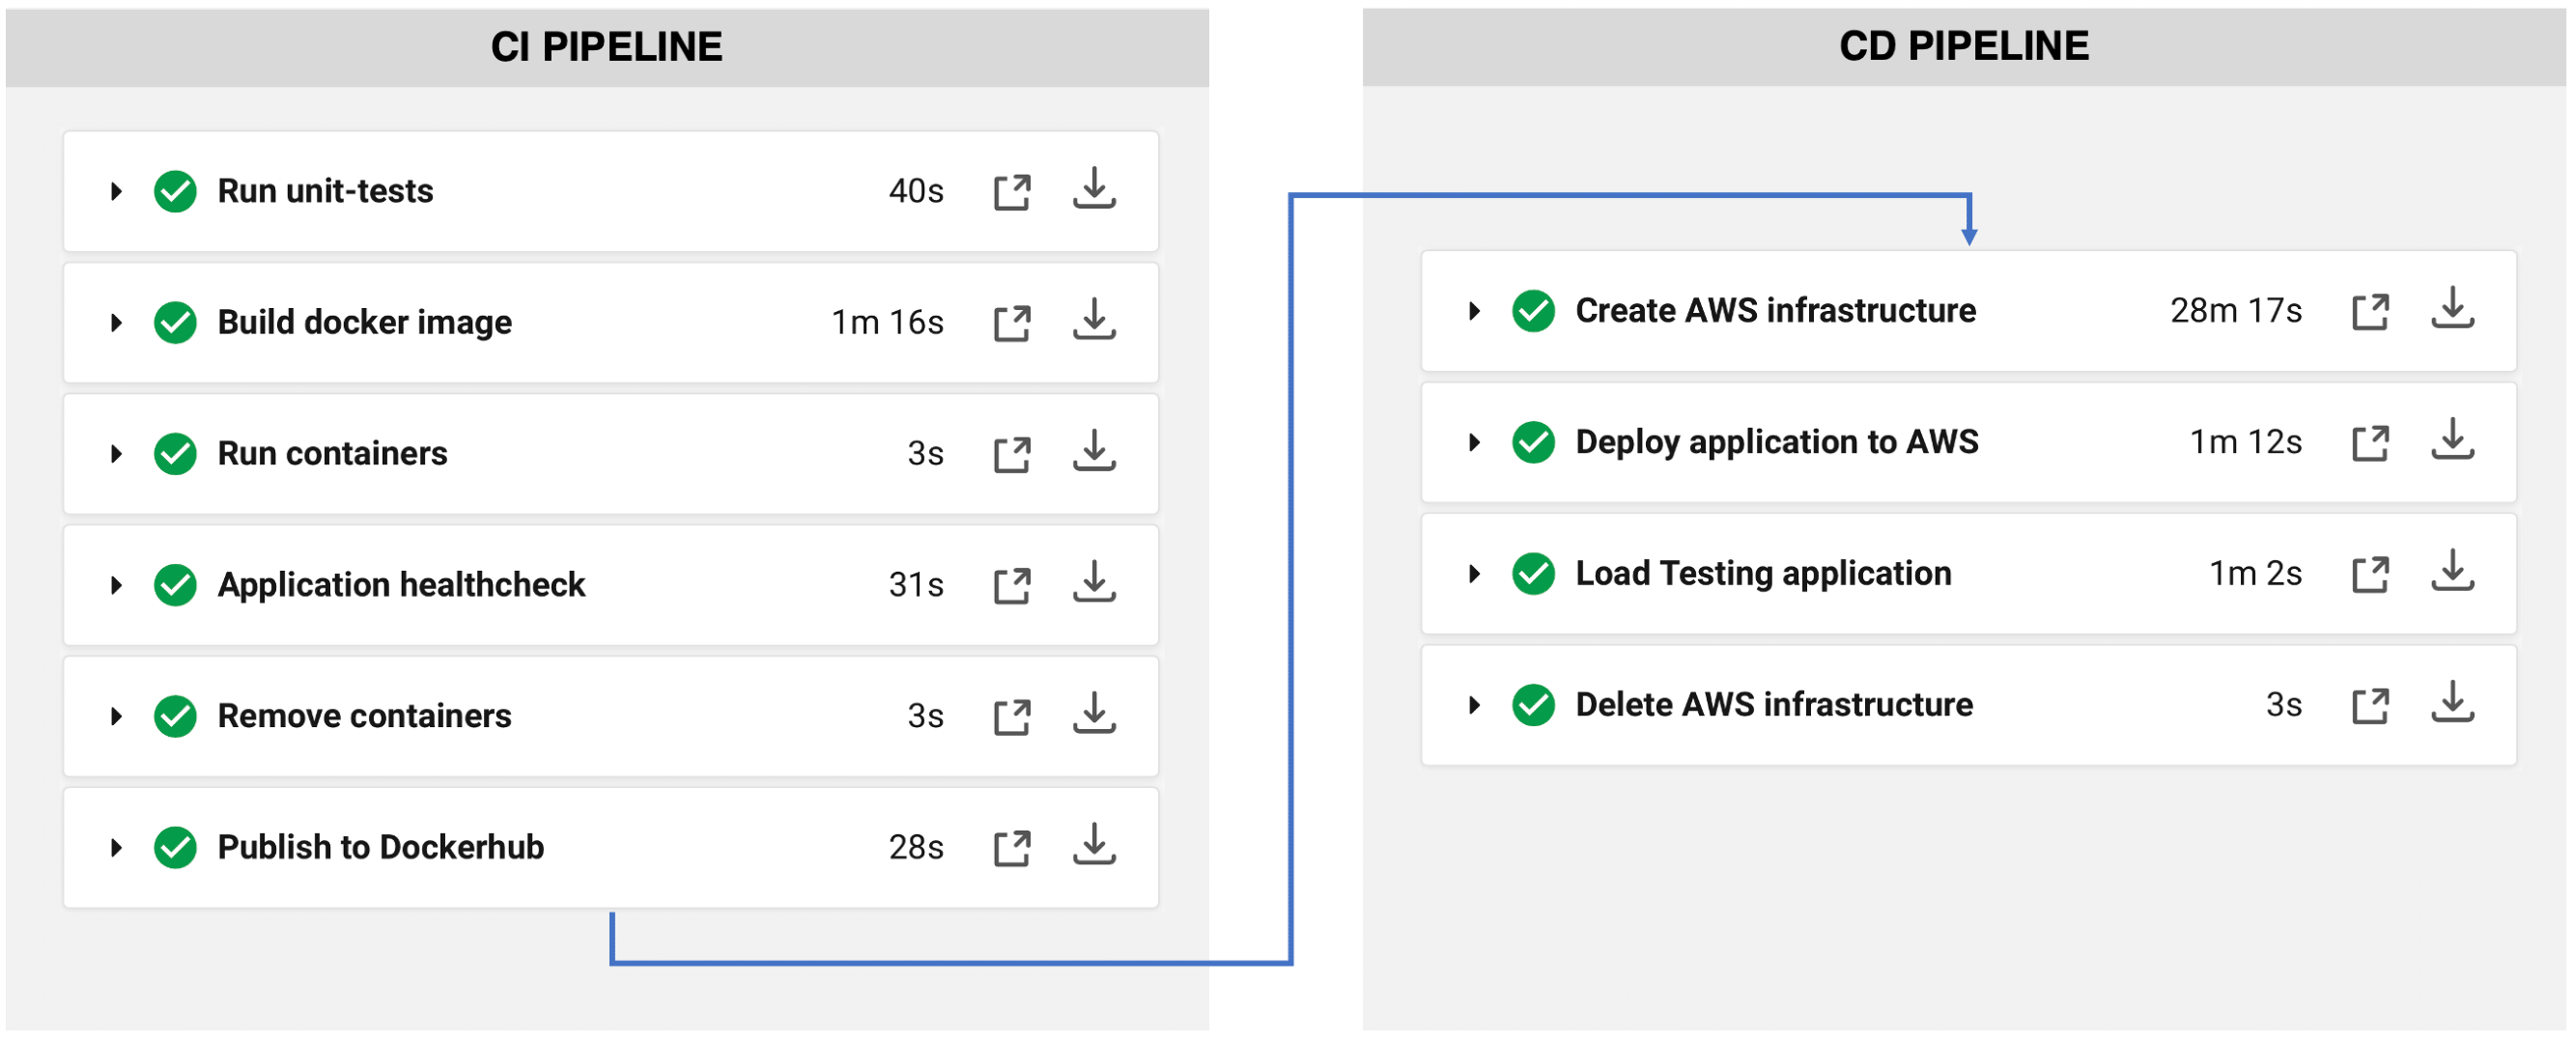 CI PIPELINE
Run unit-tests 40s
Build docker image 1m 16s
Run containers 3s
Application healthcheck 31s
Remove containers 3s
Publish to Dockerhub 28s
CD PIPELINE
Create AWS infrastructure 28m 17s
Deploy application to AWS 1m 12s
Load Testing application 1m 2s
Delete AWS infrastructure 3s